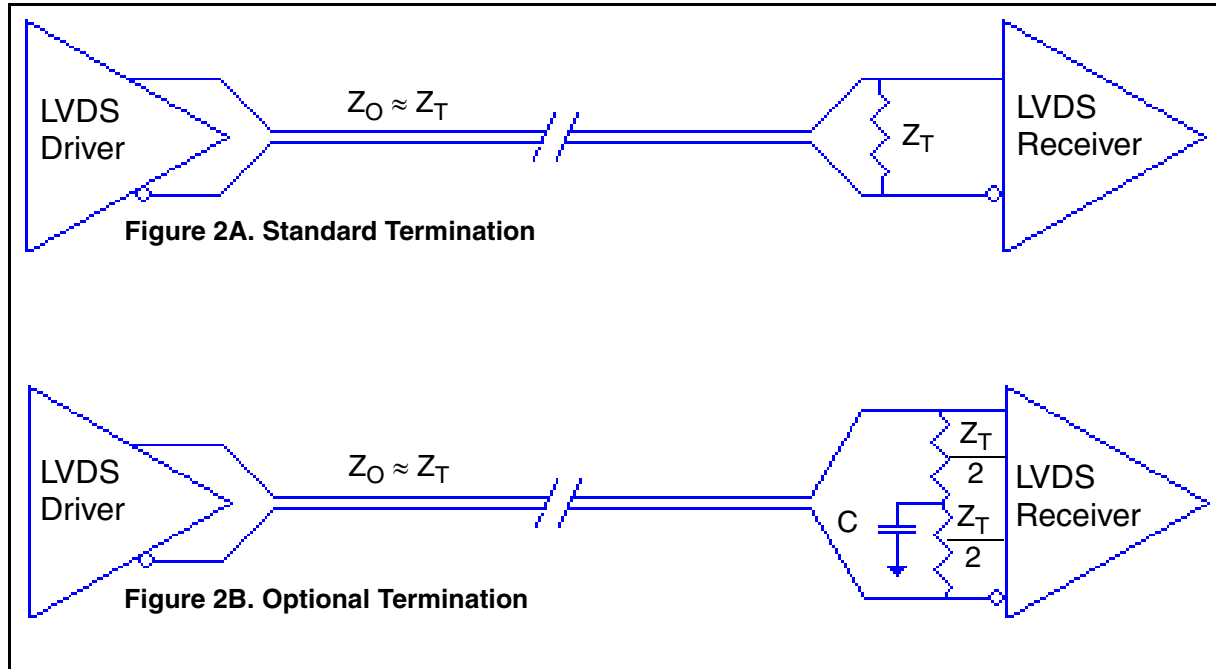 LVDS
Driver
Z_O ≈ Z_T
Z_T
LVDS
Receiver
Figure 2A. Standard Termination
LVDS
Driver
Z_O ≈ Z_T
C
Z_T
2
Z_T
2
LVDS
Receiver
Figure 2B. Optional Termination